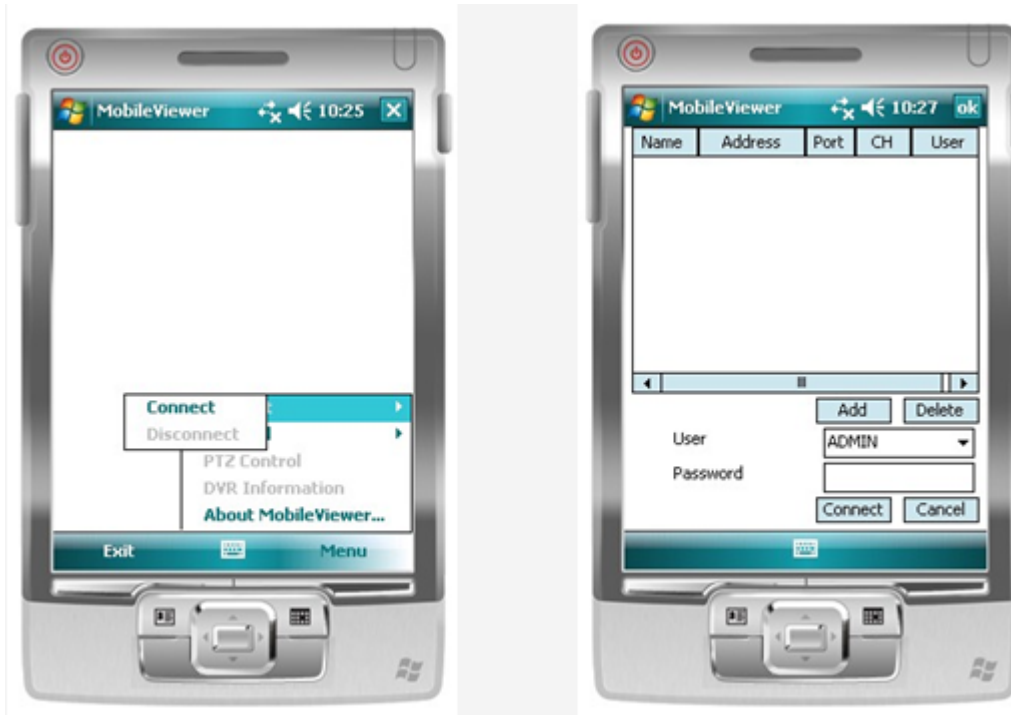 MobileViewer 10:25
Connect
Disconnect
PTZ Control
DVR Information
About MobileViewer...
Exit Menu
MobileViewer 10:27 ok
Name Address Port CH User
Add Delete
User ADMIN
Password
Connect Cancel